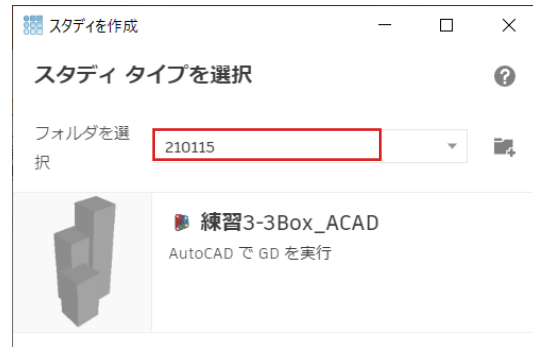 スタディを作成
スタディ タイプを選択
フォルダを選
択
210115
練習3-3Box_ACAD
AutoCAD で GD を実行